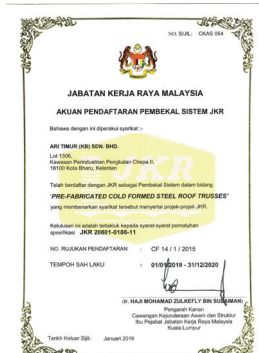 NO. SIJIL: CKAS 054
JABATAN KERJA RAYA MALAYSIA
AKUAN PENDAFTARAN PEMBEKAL SISTEM JKR
Bahawa dengan ini diperakui syarikat :-
ARI TIMUR (KB) SDN. BHD.
Lot 1306,
Kawasan Perindustrian Pengkalan Chepa II,
16100 Kota Bharu, Kelantan
Telah berdaftar dengan JKR sebagai Pembekal Sistem dalam bidang
'PRE-FABRICATED COLD FORMED STEEL ROOF TRUSSES'
yang membenarkan syarikat tersebut menyertai projek-projek JKR.
Kelulusan ini adalah tertakluk kepada syarat-syarat pematuhan
spesifikasi JKR 20601-0186-11
NO. RUJUKAN PENDAFTARAN : CF 14 / 1 / 2015
TEMPOH SAH LAKU : 01/01/2019 - 31/12/2020
(Ir. HAJI MOHAMAD ZULKEFLY BIN SULAIMAN)
Pengarah Kanan
Cawangan Kejuruteraan Awam dan Struktur
Ibu Pejabat Jabatan Kerja Raya Malaysia
Kuala Lumpur
Tarikh Keluar Sijil: Januari 2019
JKR